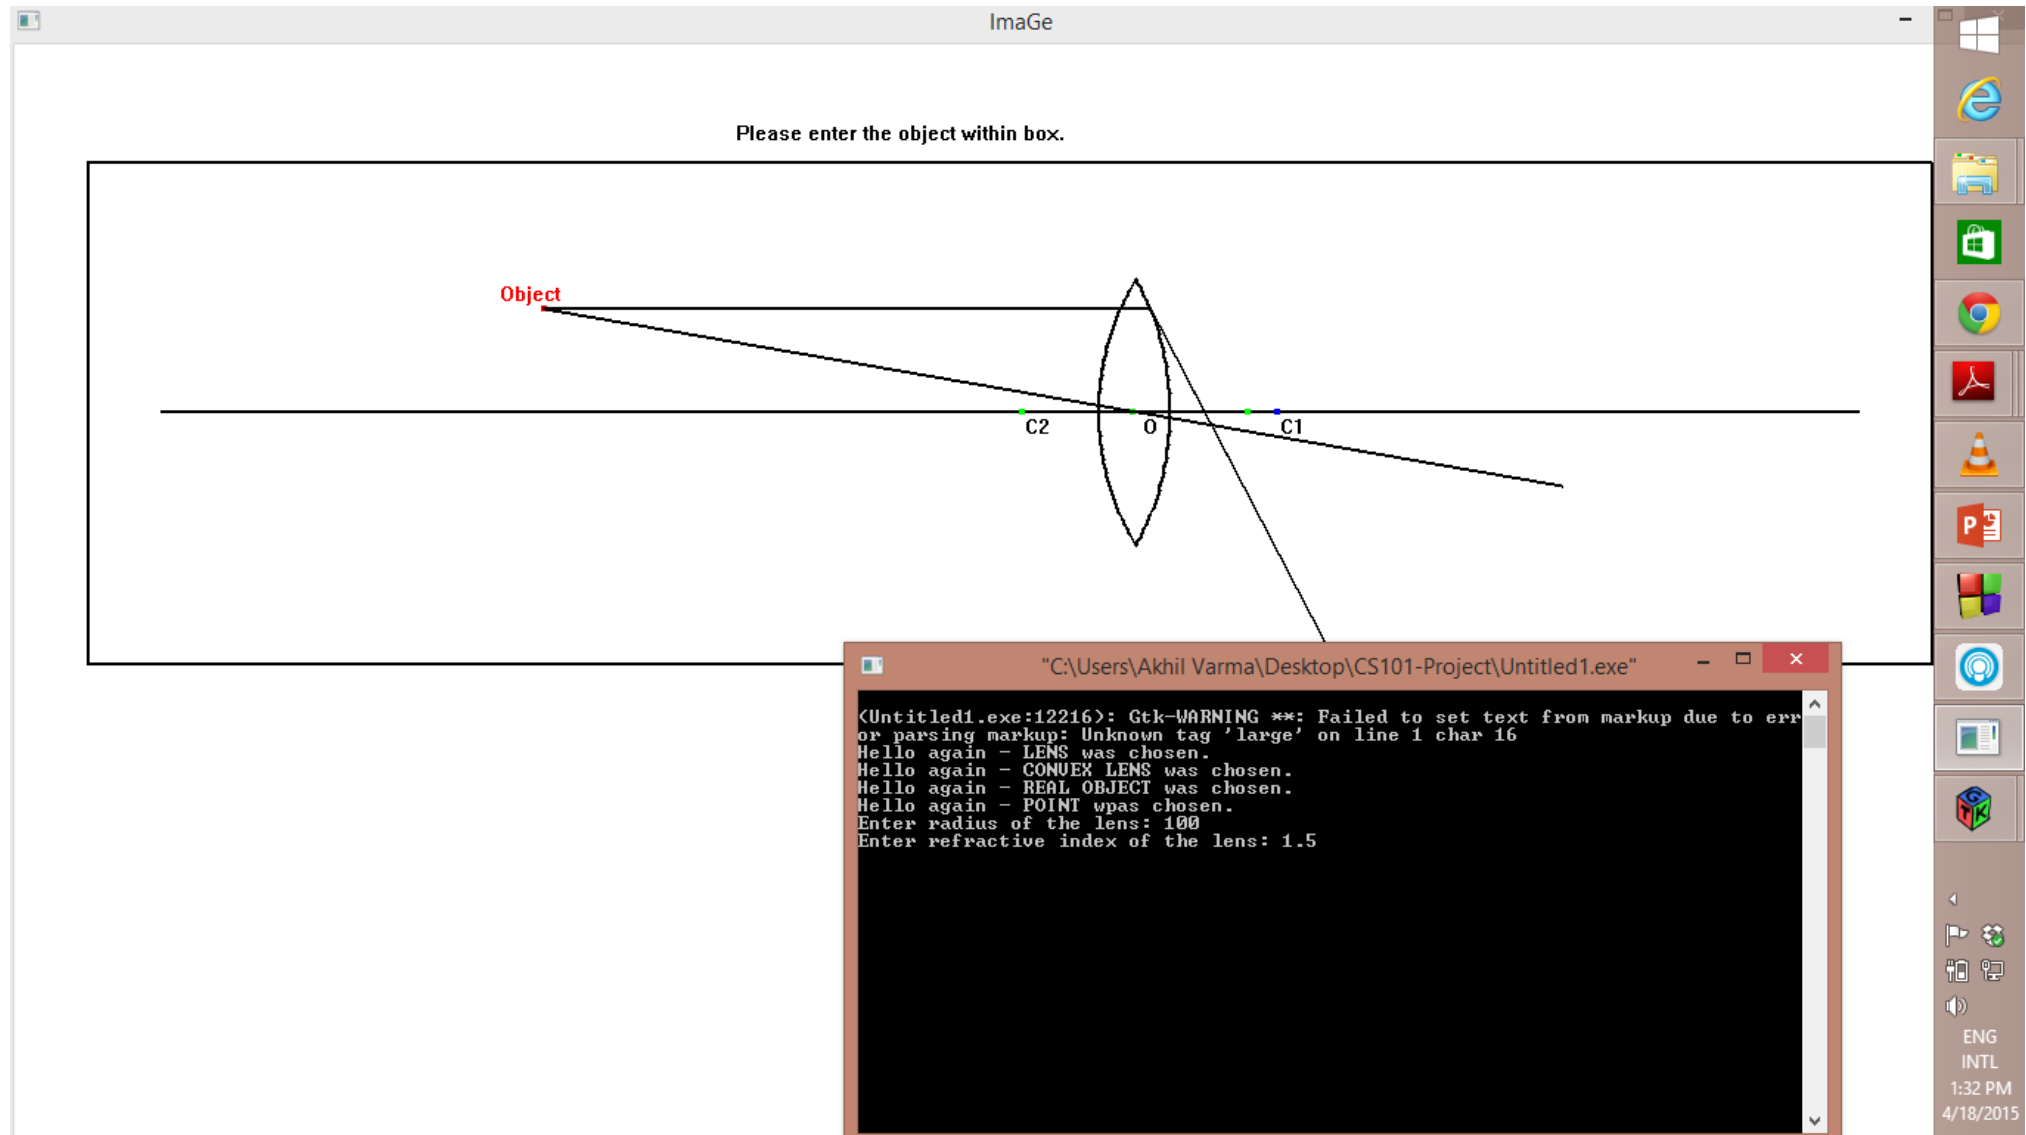 ImaGe
Please enter the object within box.
Object
C2
O
C1
"C:\Users\Akhil Varma\Desktop\CS101-Project\Untitled1.exe"
(Untitled1.exe:12216): Gtk-WARNING **: Failed to set text from markup due to err
or parsing markup: Unknown tag 'large' on line 1 char 16
Hello again - LENS was chosen.
Hello again - CONVEX LENS was chosen.
Hello again - REAL OBJECT was chosen.
Hello again - POINT wpas chosen.
Enter radius of the lens: 100
Enter refractive index of the lens: 1.5
P
GTK
ENG
INTL
1:32 PM
4/18/2015